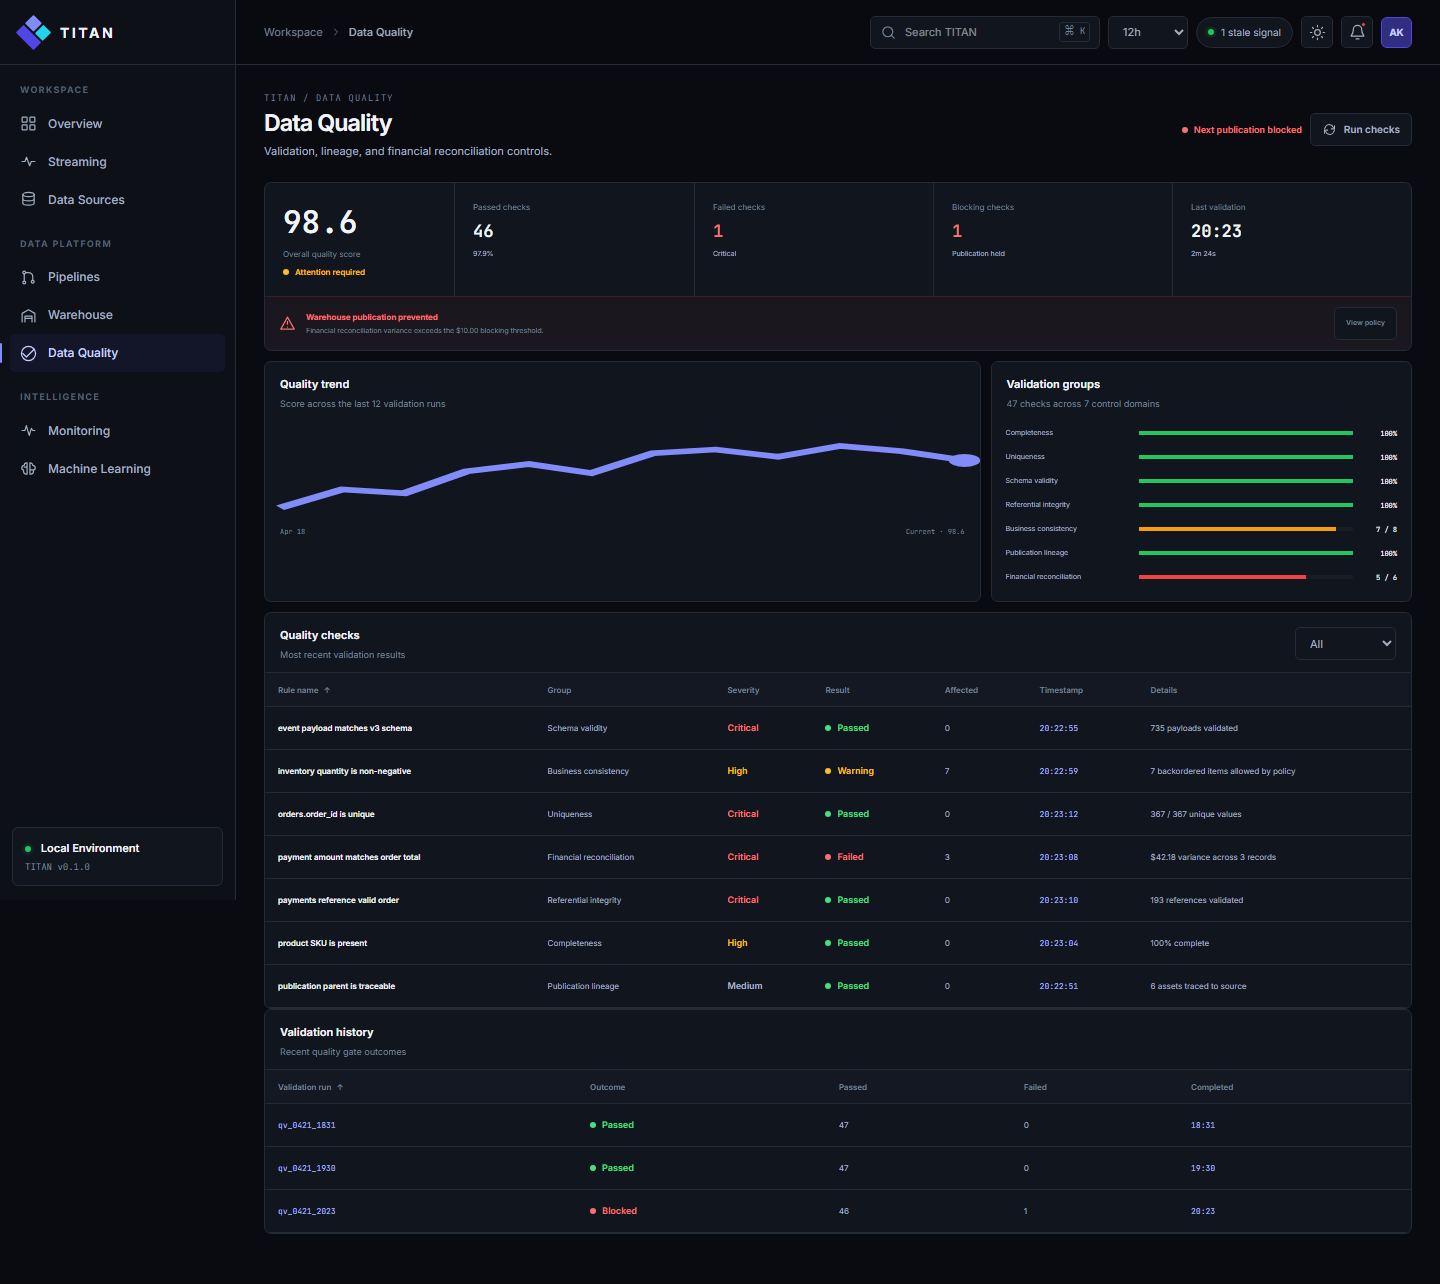 TITAN
Workspace > Data Quality
Search TITAN
⌘ K
12h
1 stale signal
AK
WORKSPACE
Overview
Streaming
Data Sources
DATA PLATFORM
Pipelines
Warehouse
Data Quality
INTELLIGENCE
Monitoring
Machine Learning
Local Environment
TITAN v0.1.0
TITAN / DATA QUALITY
Data Quality
Validation, lineage, and financial reconciliation controls.
Next publication blocked
Run checks
98.6
Overall quality score
Attention required
Passed checks
46
97.9%
Failed checks
1
Critical
Blocking checks
1
Publication held
Last validation
20:23
2m 24s
Warehouse publication prevented
Financial reconciliation variance exceeds the $10.00 blocking threshold.
View policy
Quality trend
Score across the last 12 validation runs
Apr 18
Current · 98.6
Validation groups
47 checks across 7 control domains
Completeness 100%
Uniqueness 100%
Schema validity 100%
Referential integrity 100%
Business consistency 7 / 8
Publication lineage 100%
Financial reconciliation 5 / 6
Quality checks
Most recent validation results
All
Rule name ↑ Group Severity Result Affected Timestamp Details
event payload matches v3 schema Schema validity Critical Passed 0 20:22:55 735 payloads validated
inventory quantity is non-negative Business consistency High Warning 7 20:22:59 7 backordered items allowed by policy
orders.order_id is unique Uniqueness Critical Passed 0 20:23:12 367 / 367 unique values
payment amount matches order total Financial reconciliation Critical Failed 3 20:23:08 $42.18 variance across 3 records
payments reference valid order Referential integrity Critical Passed 0 20:23:10 193 references validated
product SKU is present Completeness High Passed 0 20:23:04 100% complete
publication parent is traceable Publication lineage Medium Passed 0 20:22:51 6 assets traced to source
Validation history
Recent quality gate outcomes
Validation run ↑ Outcome Passed Failed Completed
qv_0421_1831 Passed 47 0 18:31
qv_0421_1930 Passed 47 0 19:30
qv_0421_2023 Blocked 46 1 20:23